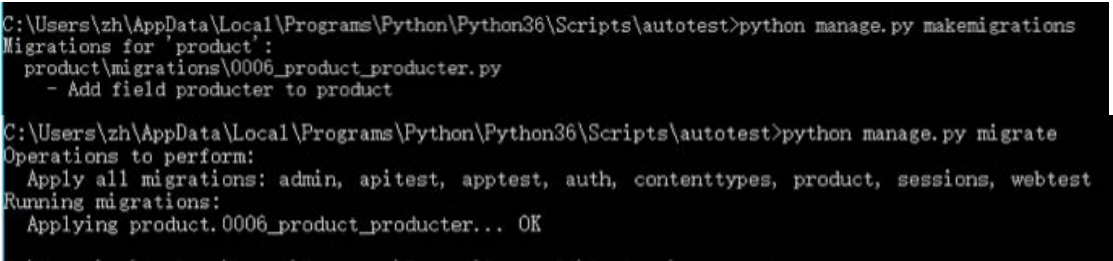 C:\Users\zh\AppData\Local\Programs\Python\Python36\Scripts\autotest>python manage.py makemigrations
Migrations for 'product':
  product\migrations\0006_product_producter.py
    - Add field producter to product
C:\Users\zh\AppData\Local\Programs\Python\Python36\Scripts\autotest>python manage.py migrate
Operations to perform:
  Apply all migrations: admin, apitest, apptest, auth, contenttypes, product, sessions, webtest
Running migrations:
  Applying product.0006_product_producter... OK